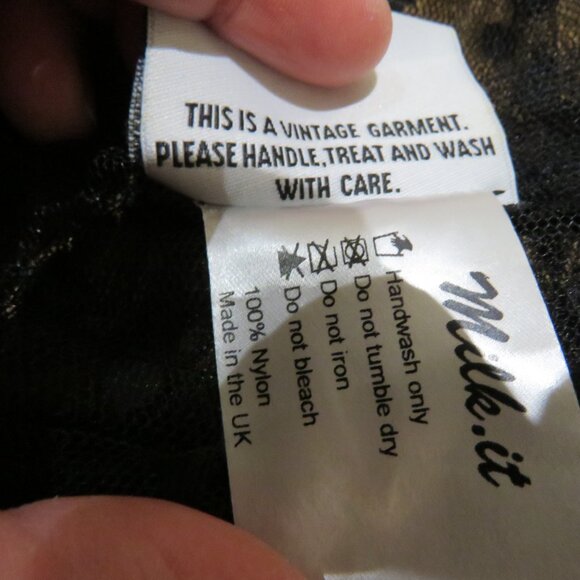 THIS IS A VINTAGE GARMENT.
PLEASE HANDLE, TREAT AND WASH
WITH CARE.
Milk.it
Handwash only
Do not tumble dry
Do not iron
Do not bleach
100% Nylon
Made in the UK